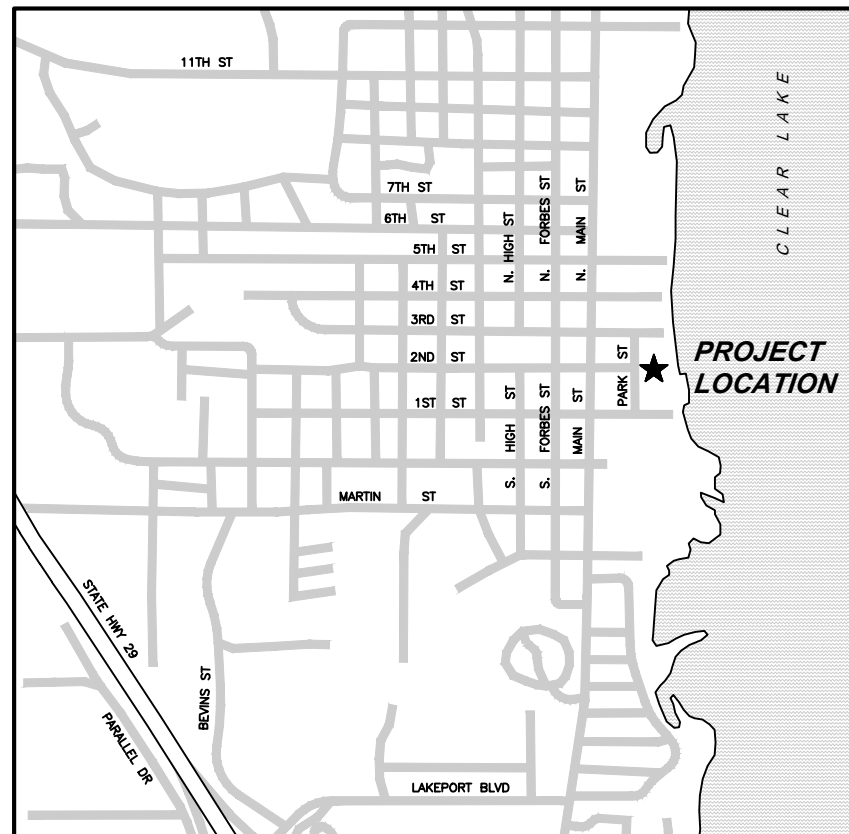 11TH ST
CLEAR LAKE
7TH ST
6TH ST
5TH ST
4TH ST
3RD ST
2ND ST
1ST ST
N. HIGH ST
N. FORBES ST
N. MAIN ST
PARK ST
PROJECT
LOCATION
S. HIGH ST
S. FORBES ST
MAIN ST
MARTIN ST
STATE HWY 29
BEVINS ST
PARALLEL DR
LAKEPORT BLVD